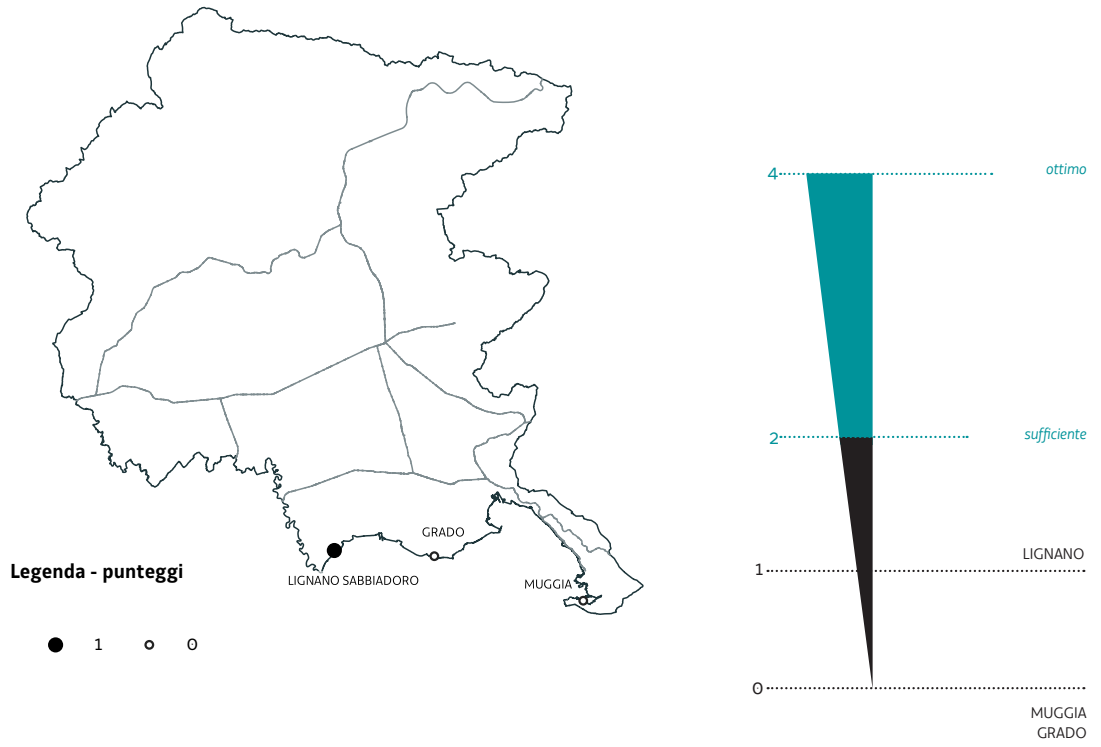 GRADO
LIGNANO SABBIADORO
MUGGIA
Legenda - punteggi
1 0
4 ottimo
2 sufficiente
LIGNANO
1
0
MUGGIA
GRADO